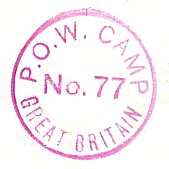 P.O.W. CAMP
No. 77
GREAT BRITAIN